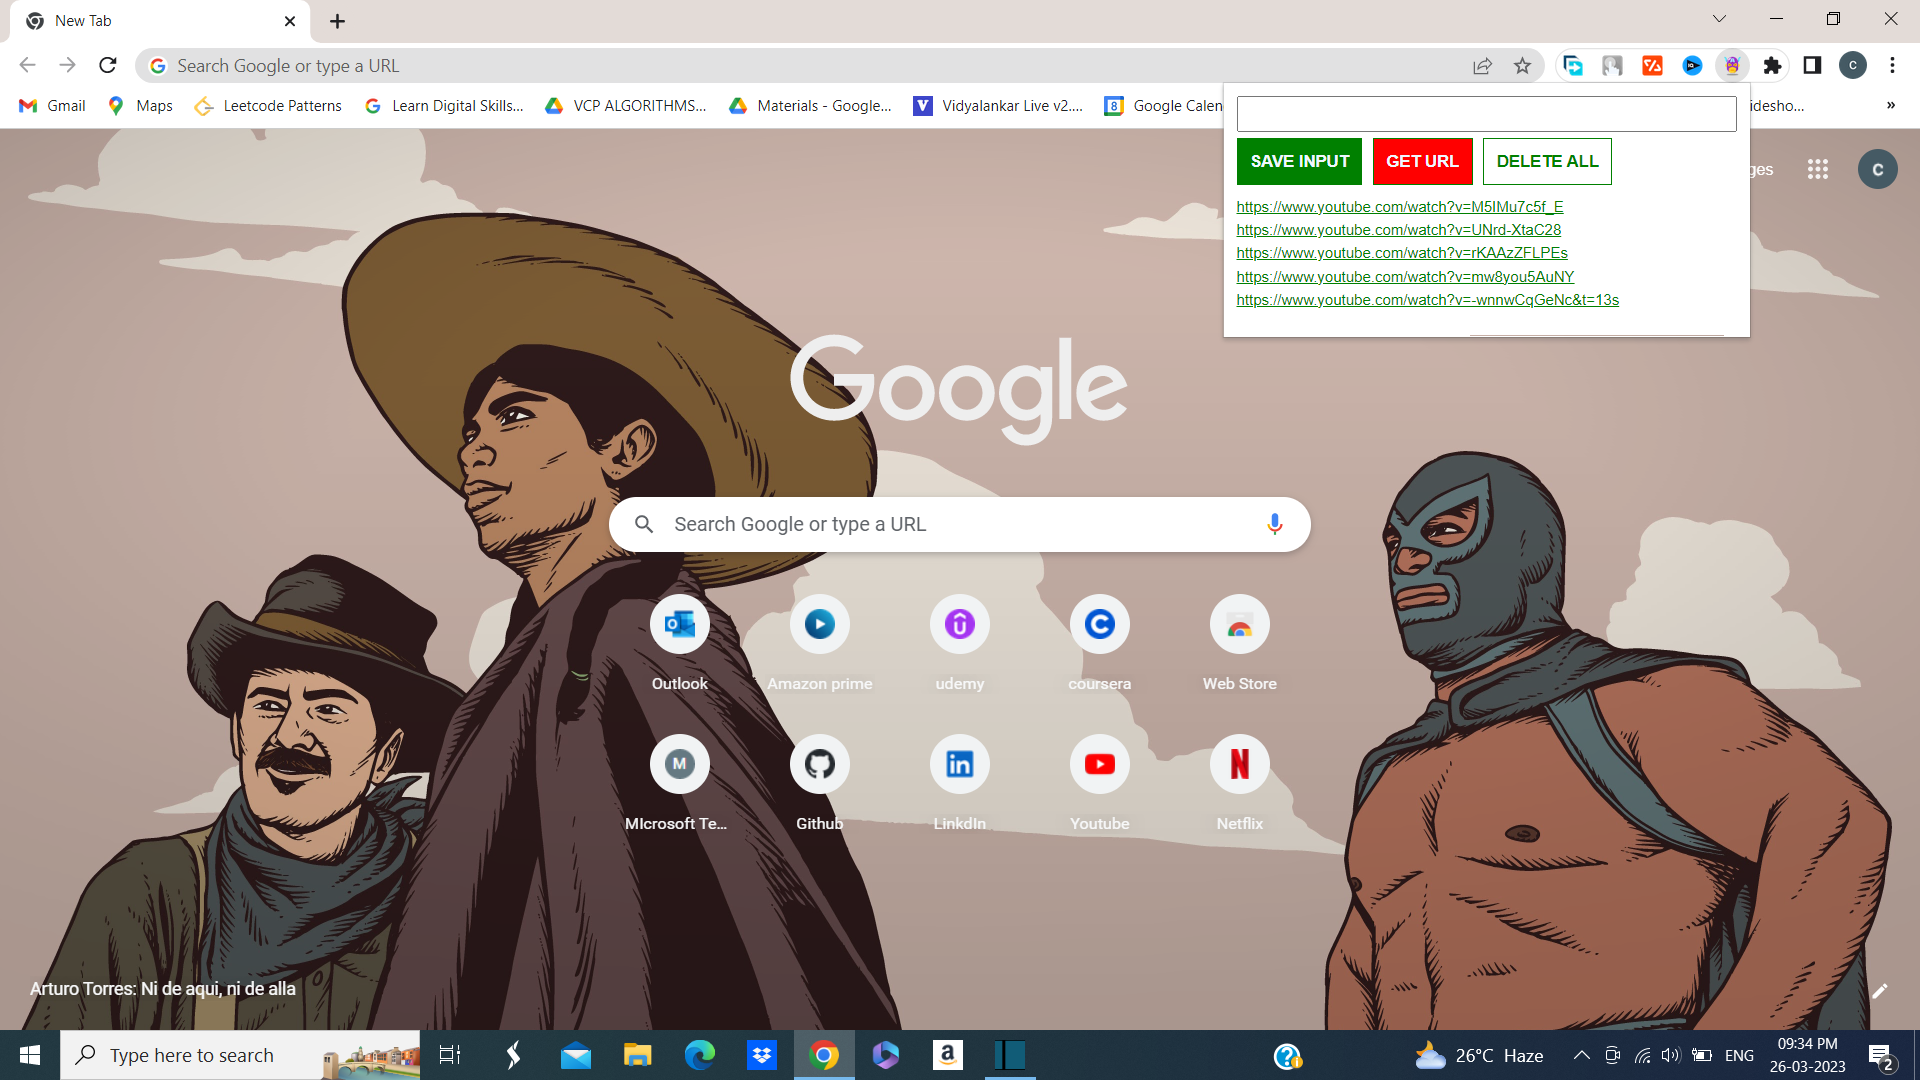 New Tab
Search Google or type a URL
Gmail
Maps
Leetcode Patterns
Learn Digital Skills...
VCP ALGORITHMS...
Materials - Google...
Vidyalankar Live v2....
Google Calen
idesho...
»
SAVE INPUT
GET URL
DELETE ALL
https://www.youtube.com/watch?v=M5IMu7c5f_E
https://www.youtube.com/watch?v=UNrd-XtaC28
https://www.youtube.com/watch?v=rKAAzZFLPEs
https://www.youtube.com/watch?v=mw8you5AuNY
https://www.youtube.com/watch?v=-wnnwCqGeNc&t=13s
ges
C
Google
Search Google or type a URL
Outlook
Amazon prime
udemy
coursera
Web Store
M
MIcrosoft Te...
Github
LinkdIn
Youtube
Netflix
Arturo Torres: Ni de aqui, ni de alla
Type here to search
26°C Haze
ENG
09:34 PM
26-03-2023
2